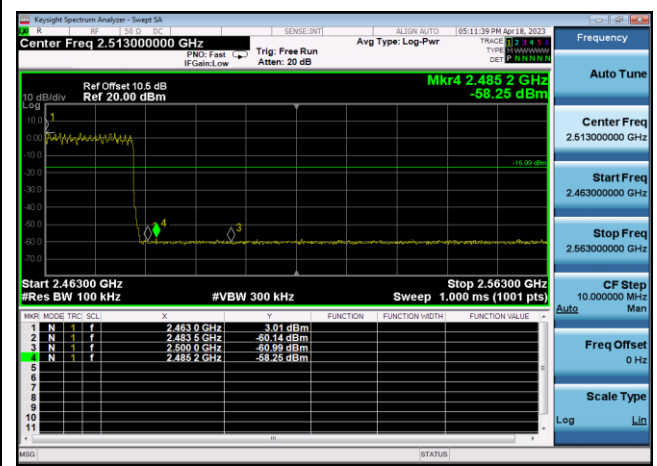 Keysight Spectrum Analyzer - Swept SA
R RF 50 Ω DC SENSE:INT ALIGN AUTO 05:11:39 PM Apr 18, 2023
Center Freq 2.513000000 GHz
PNO: Fast
IFGain:Low
Trig: Free Run
Atten: 20 dB
Avg Type: Log-Pwr
TRACE 1 2 3 4 5 6
TYPE M WWWWW
DET P N N N N N
Frequency
Mkr4 2.485 2 GHz
-58.25 dBm
Ref Offset 10.5 dB
10 dB/div Ref 20.00 dBm
Log
10.0
0.00
-10.0
-20.0
-30.0
-40.0
-50.0
-60.0
-70.0
1
4
3
-16.99 dBm
Start 2.46300 GHz Stop 2.56300 GHz
#Res BW 100 kHz #VBW 300 kHz Sweep 1.000 ms (1001 pts)
MKR MODE TRC SCL X Y FUNCTION FUNCTION WIDTH FUNCTION VALUE
1 N 1 f 2.463 0 GHz 3.01 dBm
2 N 1 f 2.483 5 GHz -60.14 dBm
3 N 1 f 2.500 0 GHz -60.99 dBm
4 N 1 f 2.485 2 GHz -58.25 dBm
5
6
7
8
9
10
11
MSG STATUS
Auto Tune
Center Freq
2.513000000 GHz
Start Freq
2.463000000 GHz
Stop Freq
2.563000000 GHz
CF Step
10.000000 MHz
Auto Man
Freq Offset
0 Hz
Scale Type
Log Lin